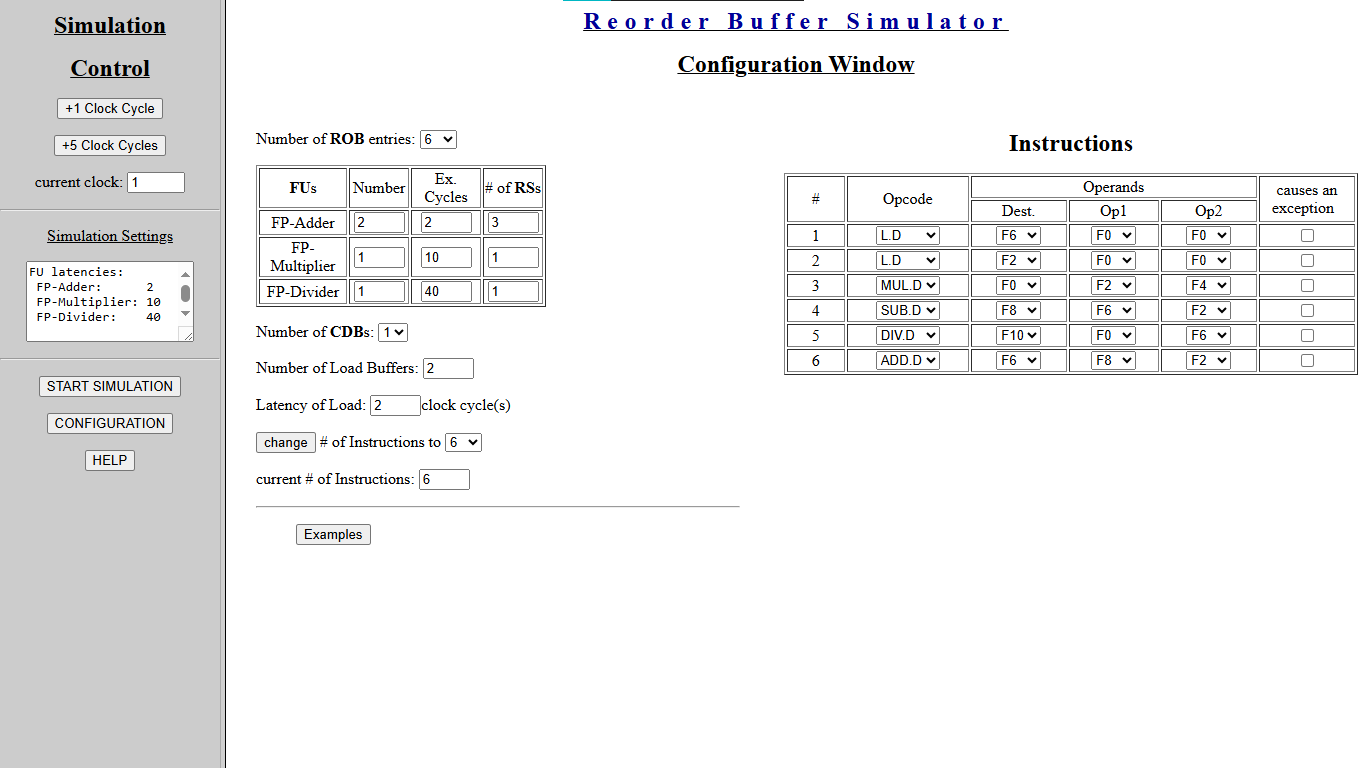 Simulation
Control
+1 Clock Cycle
+5 Clock Cycles
current clock: 1
Simulation Settings
FU latencies:
FP-Adder: 2
FP-Multiplier: 10
FP-Divider: 40
START SIMULATION
CONFIGURATION
HELP
Reorder Buffer Simulator
Configuration Window
Number of ROB entries: 6
FUs Number Ex. Cycles # of RSs
FP-Adder 2 2 3
FP-Multiplier 1 10 1
FP-Divider 1 40 1
Number of CDBs: 1
Number of Load Buffers: 2
Latency of Load: 2 clock cycle(s)
change # of Instructions to 6
current # of Instructions: 6
Examples
Instructions
# Opcode Operands causes an exception
Dest. Op1 Op2
1 L.D F6 F0 F0
2 L.D F2 F0 F0
3 MUL.D F0 F2 F4
4 SUB.D F8 F6 F2
5 DIV.D F10 F0 F6
6 ADD.D F6 F8 F2